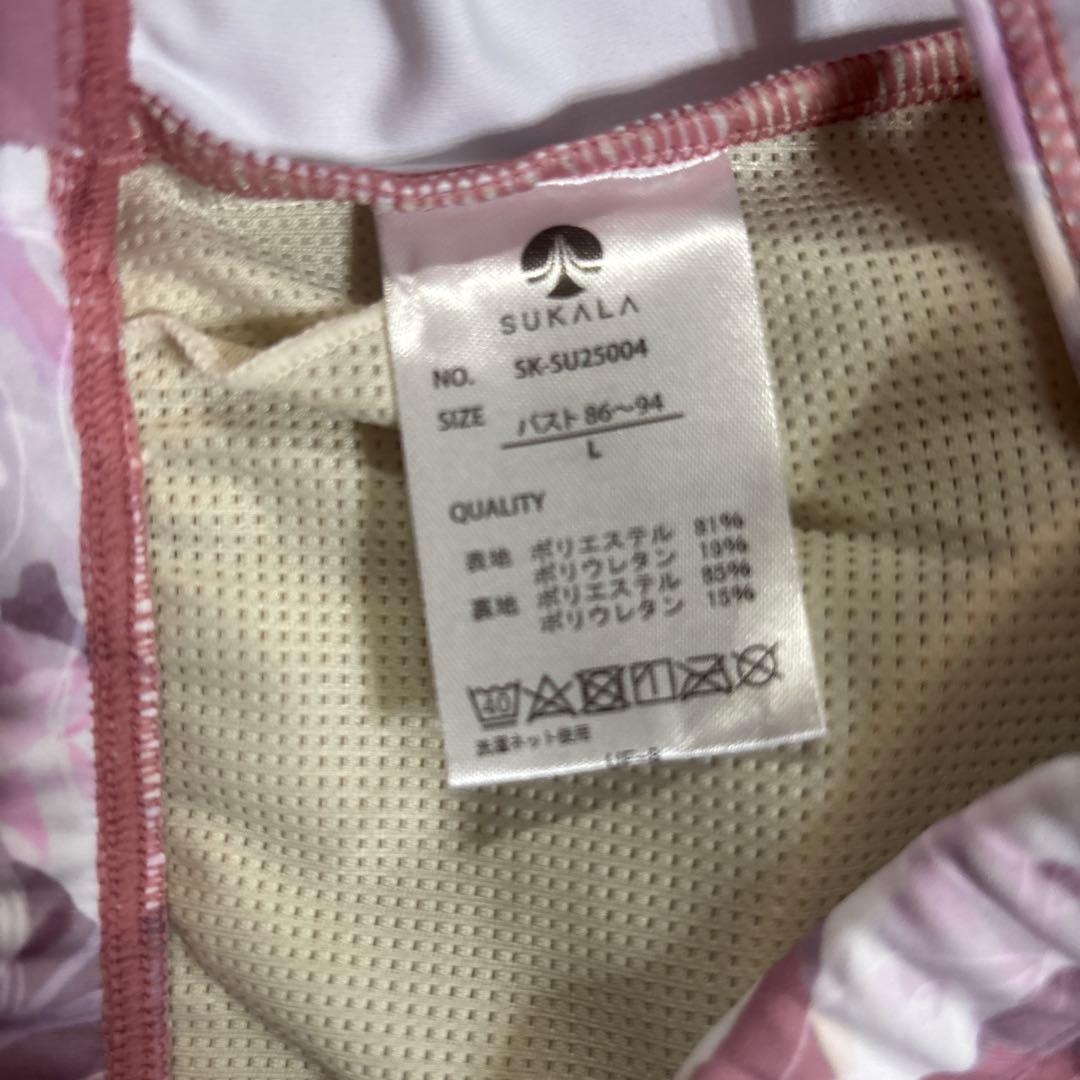 SUKALA
NO. SK-SU25004
SIZE バスト 86〜94
L
QUALITY
表地 ポリエステル 81%
ポリウレタン 19%
裏地 ポリエステル 85%
ポリウレタン 15%
40
洗濯ネット使用